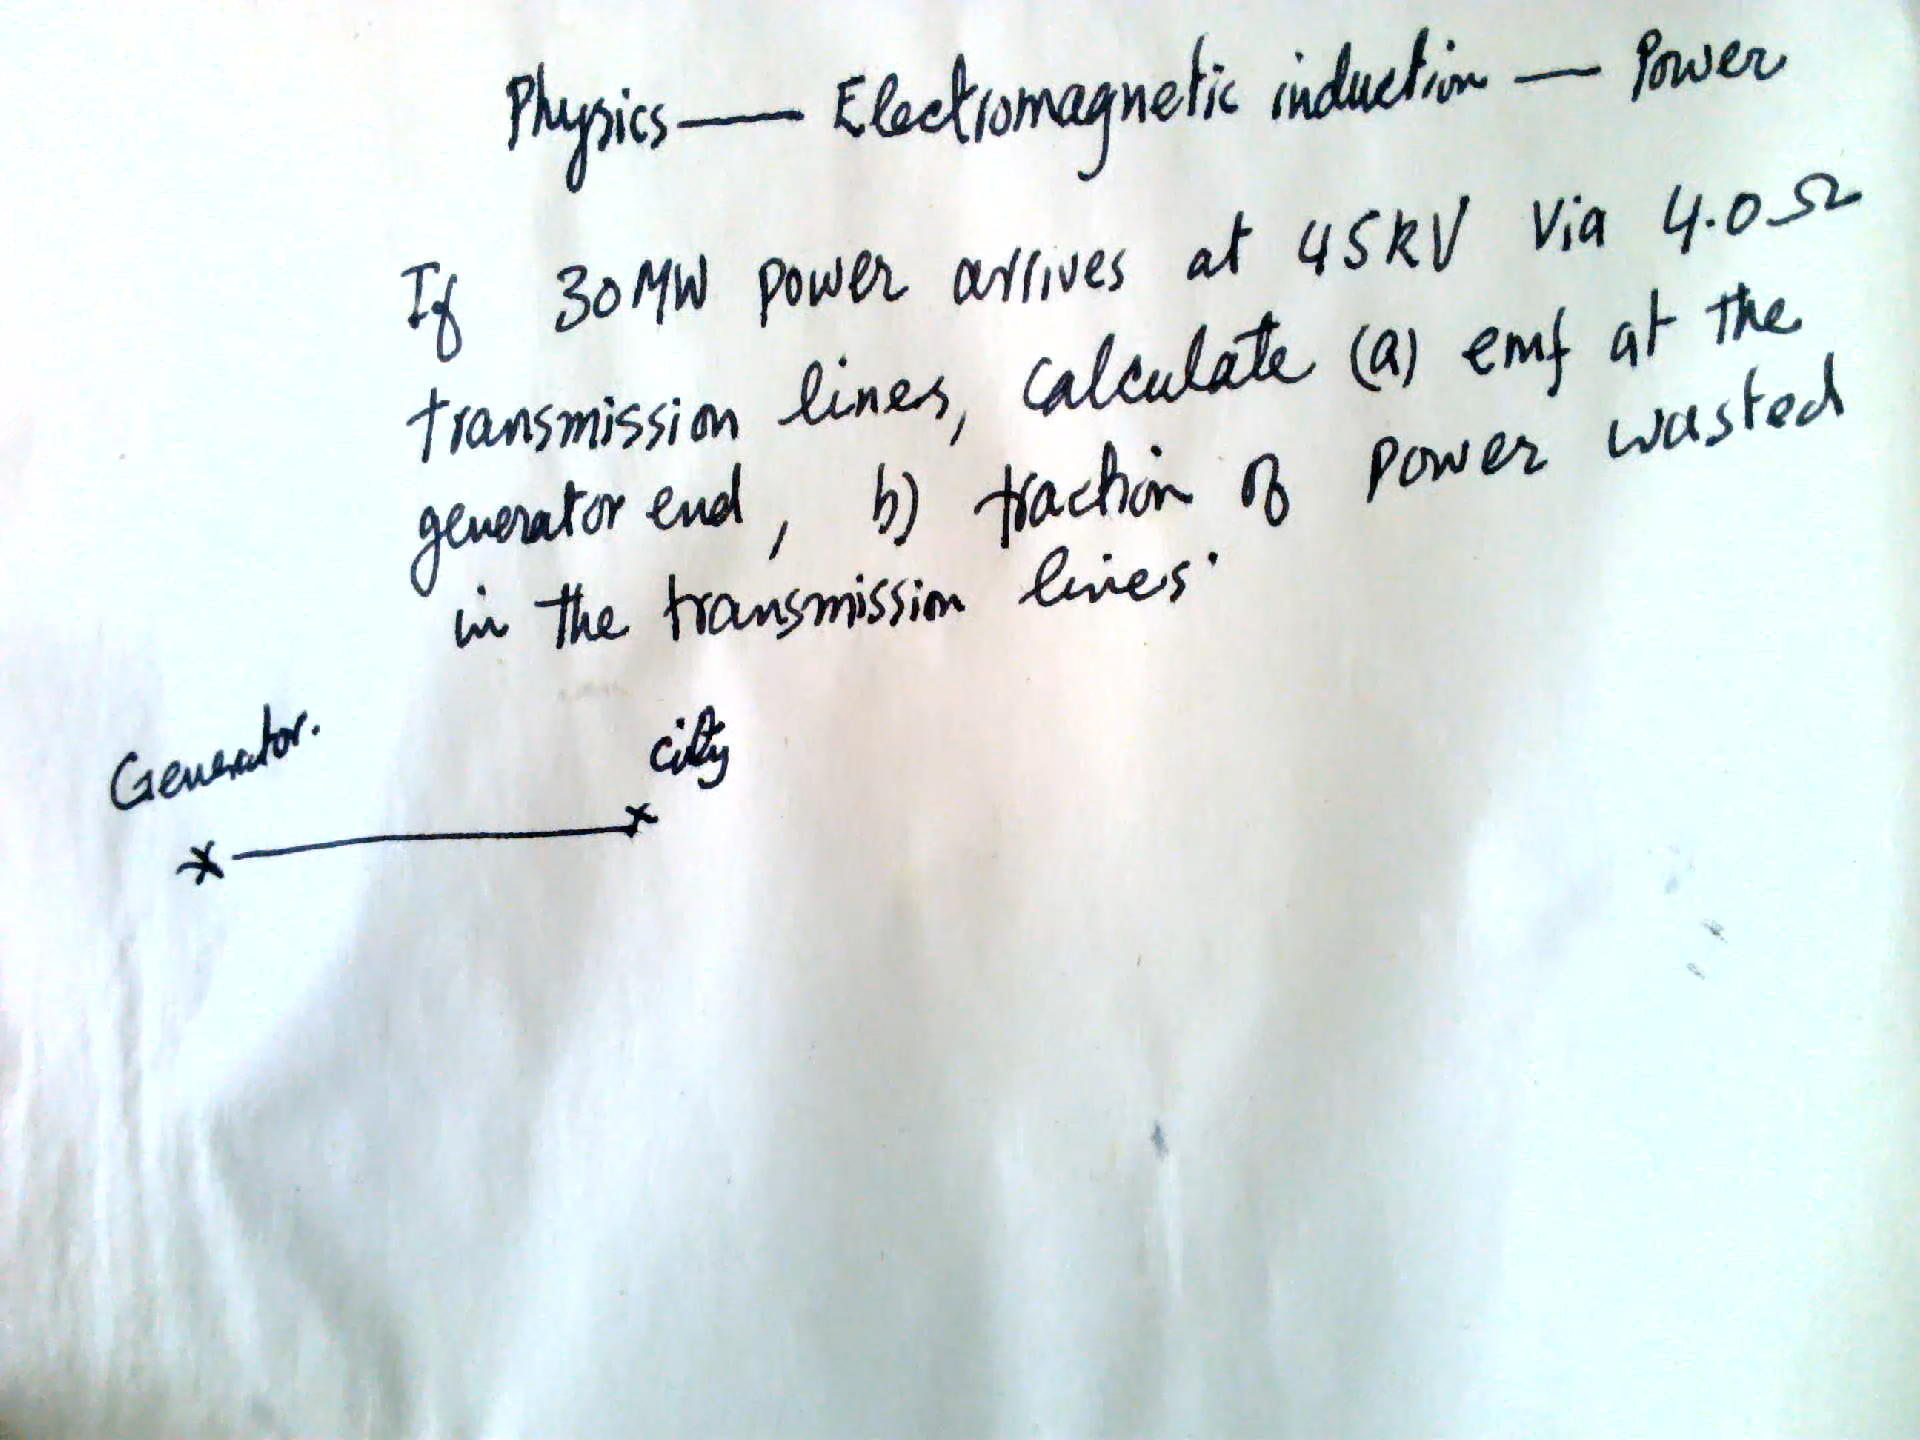 Physics — Electromagnetic induction — Power
If 30MW power arrives at 45kV Via 4.0Ω
transmission lines, calculate (a) emf at the
generator end, b) fraction of power wasted
in the transmission lines.
Generator.
city